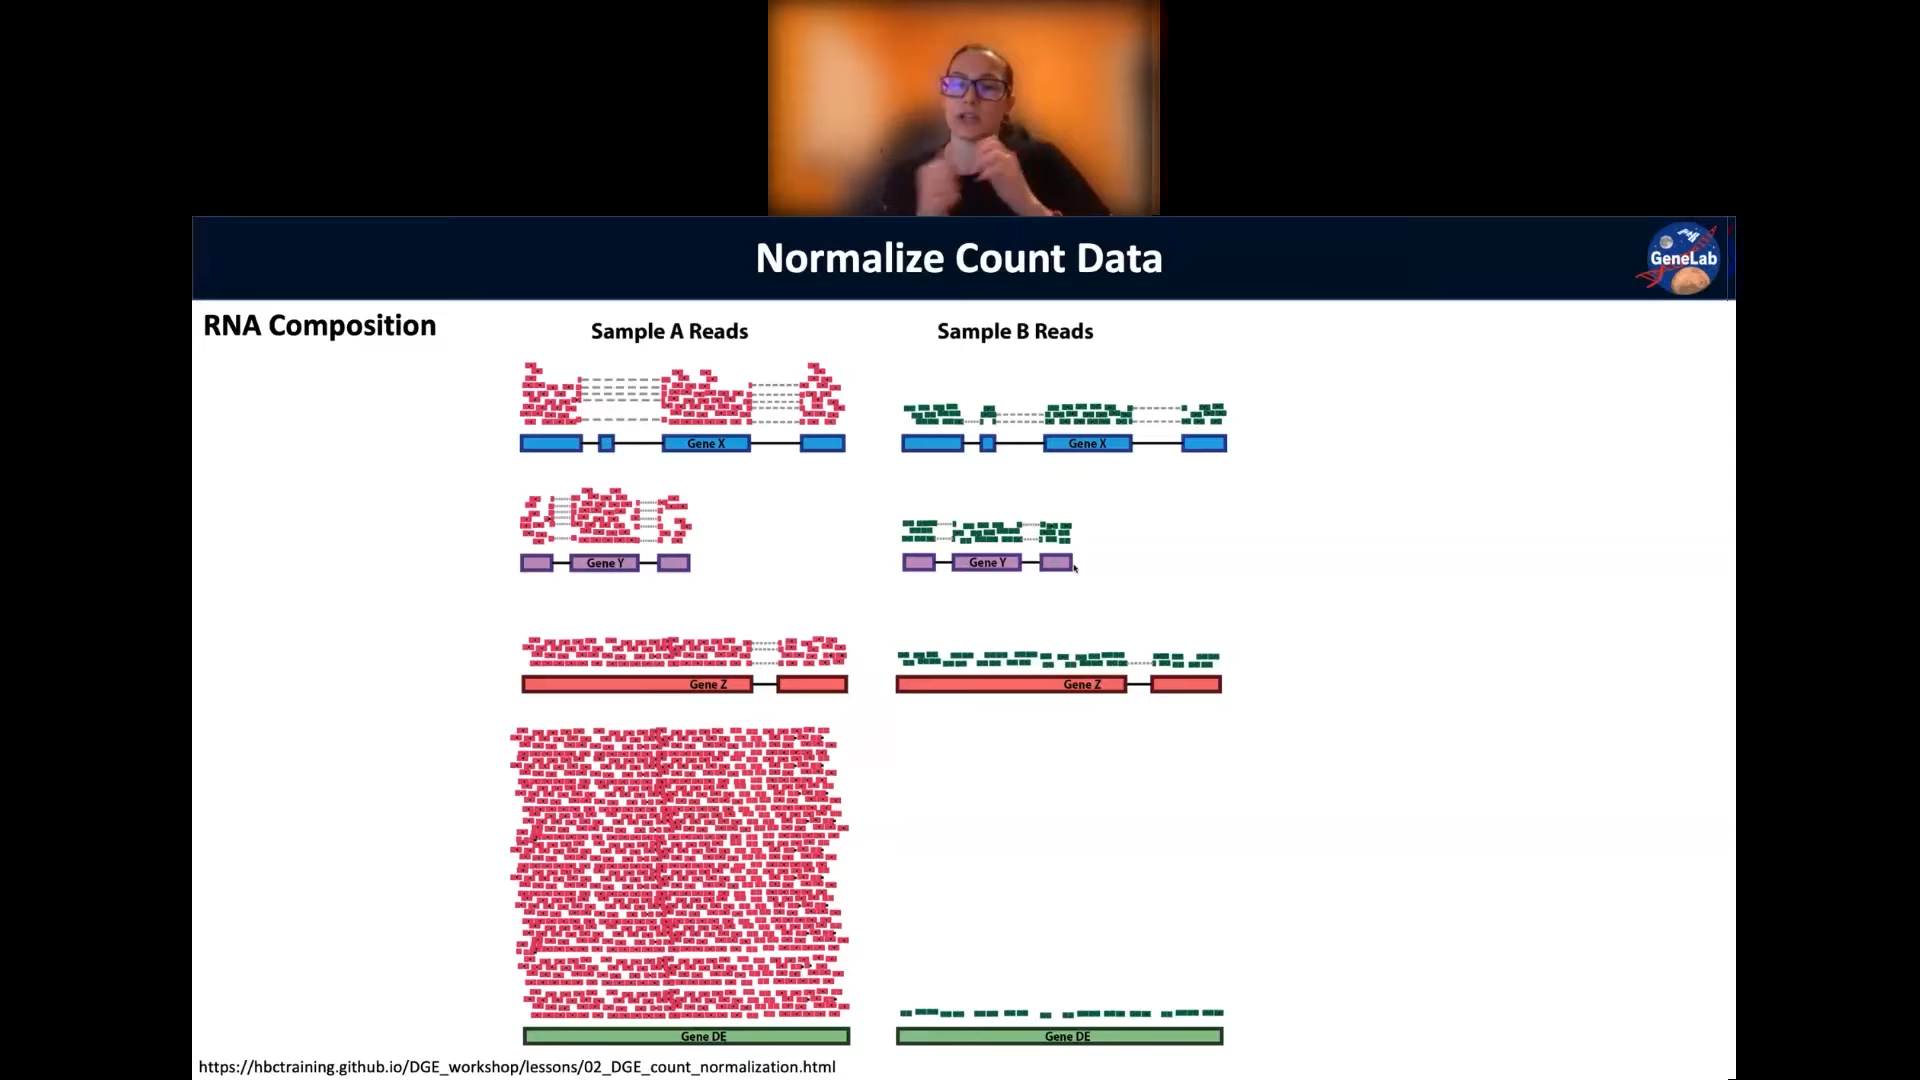 Normalize Count Data
GeneLab
RNA Composition
Sample A Reads
Sample B Reads
Gene X
Gene X
Gene Y
Gene Y
Gene Z
Gene Z
Gene DE
Gene DE
https://hbctraining.github.io/DGE_workshop/lessons/02_DGE_count_normalization.html